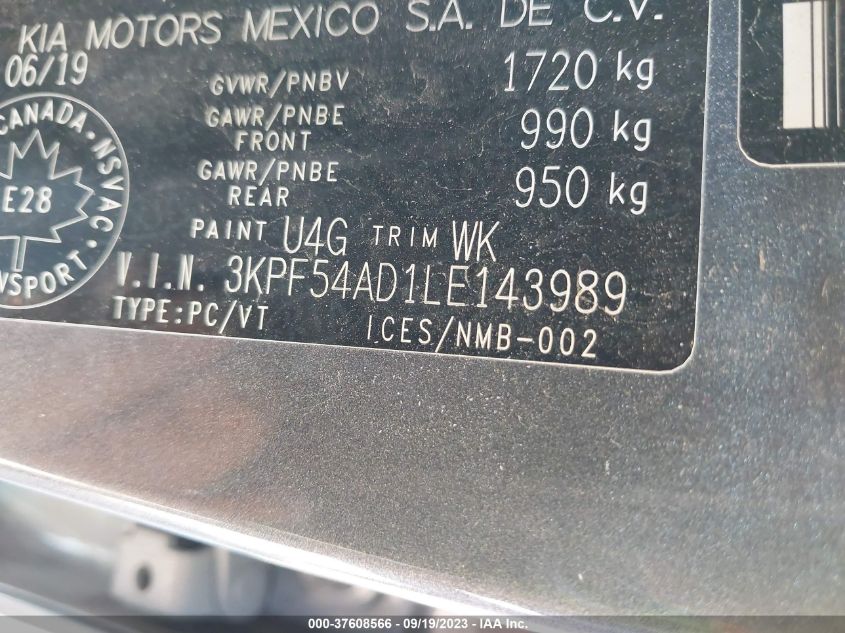 KIA MOTORS MEXICO S.A. DE C.V.
06/19
GVWR/PNBV 1720 kg
GAWR/PNBE FRONT 990 kg
GAWR/PNBE REAR 950 kg
CANADA · NSVAC ·
E28
PAINT U4G TRIM WK
V.I.N. 3KPF54AD1LE143989
TYPE:PC/VT ICES/NMB-002
000-37608566 - 09/19/2023 - IAA Inc.